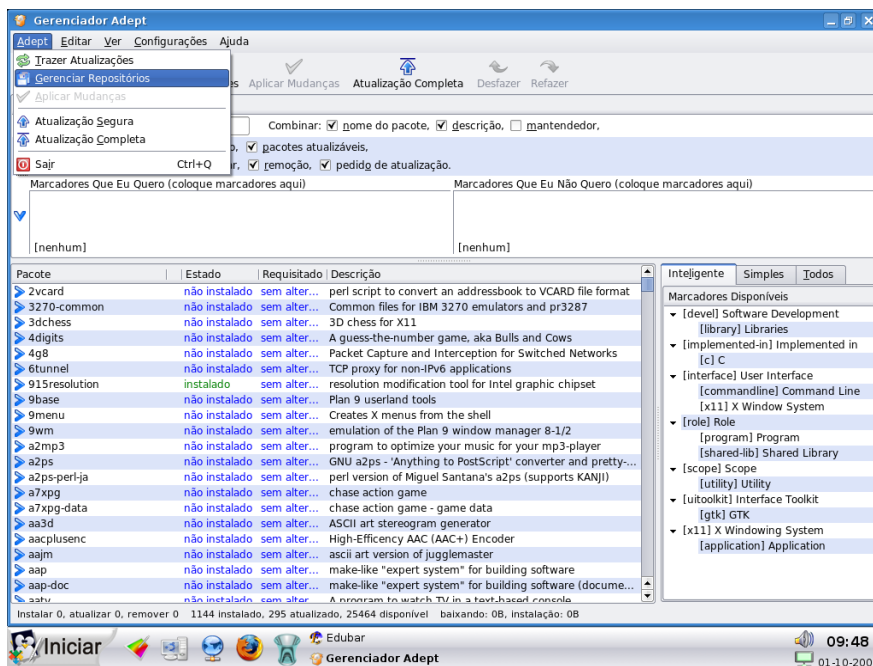 Gerenciador Adept
Adept Editar Ver Configurações Ajuda
Trazer Atualizações
Gerenciar Repositórios
Aplicar Mudanças
Atualização Segura
Atualização Completa
Sair Ctrl+Q
es Aplicar Mudanças Atualização Completa Desfazer Refazer
Combinar: nome do pacote, descrição, mantendedor,
o, pacotes atualizáveis,
r, remoção, pedido de atualização.
Marcadores Que Eu Quero (coloque marcadores aqui) Marcadores Que Eu Não Quero (coloque marcadores aqui)
[nenhum] [nenhum]
Pacote Estado Requisitado Descrição
2vcard não instalado sem alter... perl script to convert an addressbook to VCARD file format
3270-common não instalado sem alter... Common files for IBM 3270 emulators and pr3287
3dchess não instalado sem alter... 3D chess for X11
4digits não instalado sem alter... A guess-the-number game, aka Bulls and Cows
4g8 não instalado sem alter... Packet Capture and Interception for Switched Networks
6tunnel não instalado sem alter... TCP proxy for non-IPv6 applications
915resolution instalado sem alter... resolution modification tool for Intel graphic chipset
9base não instalado sem alter... Plan 9 userland tools
9menu não instalado sem alter... Creates X menus from the shell
9wm não instalado sem alter... emulation of the Plan 9 window manager 8-1/2
a2mp3 não instalado sem alter... program to optimize your music for your mp3-player
a2ps não instalado sem alter... GNU a2ps - 'Anything to PostScript' converter and pretty-...
a2ps-perl-ja não instalado sem alter... perl version of Miguel Santana's a2ps (supports KANJI)
a7xpg não instalado sem alter... chase action game
a7xpg-data não instalado sem alter... chase action game - game data
aa3d não instalado sem alter... ASCII art stereogram generator
aacplusenc não instalado sem alter... High-Efficency AAC (AAC+) Encoder
aajm não instalado sem alter... ascii art version of jugglemaster
aap não instalado sem alter... make-like "expert system" for building software
aap-doc não instalado sem alter... make-like "expert system" for building software (docume...
aatv não instalado sem alter... A program to watch TV in a text-based console
Inteligente Simples Todos
Marcadores Disponíveis
[devel] Software Development
[library] Libraries
[implemented-in] Implemented in
[c] C
[interface] User Interface
[commandline] Command Line
[x11] X Window System
[role] Role
[program] Program
[shared-lib] Shared Library
[scope] Scope
[utility] Utility
[uitoolkit] Interface Toolkit
[gtk] GTK
[x11] X Windowing System
[application] Application
Instalar 0, atualizar 0, remover 0 1144 instalado, 295 atualizado, 25464 disponível baixando: 0B, instalação: 0B
Iniciar
Edubar
Gerenciador Adept
09:48
01-10-200